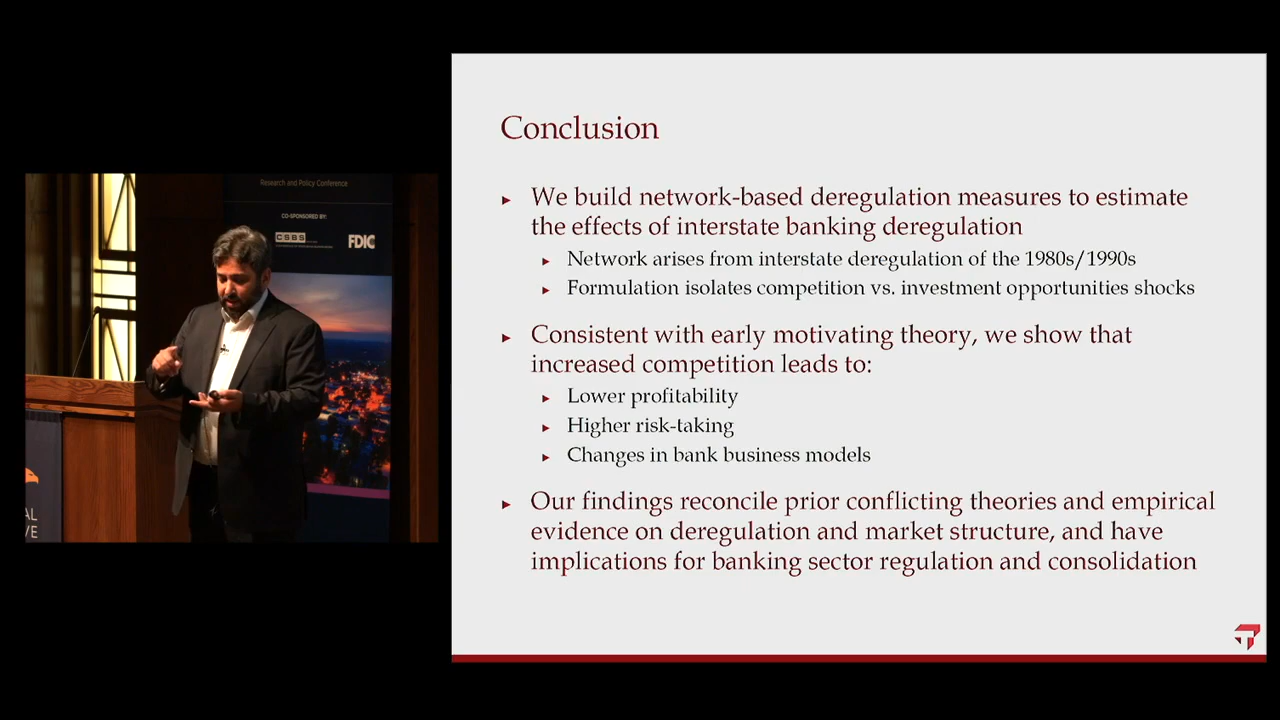 Research and Policy Conference
CO-SPONSORED BY:
CSBS
FDIC
AL
VE
Conclusion
▸ We build network-based deregulation measures to estimate
the effects of interstate banking deregulation
▸ Network arises from interstate deregulation of the 1980s/1990s
▸ Formulation isolates competition vs. investment opportunities shocks
▸ Consistent with early motivating theory, we show that
increased competition leads to:
▸ Lower profitability
▸ Higher risk-taking
▸ Changes in bank business models
▸ Our findings reconcile prior conflicting theories and empirical
evidence on deregulation and market structure, and have
implications for banking sector regulation and consolidation